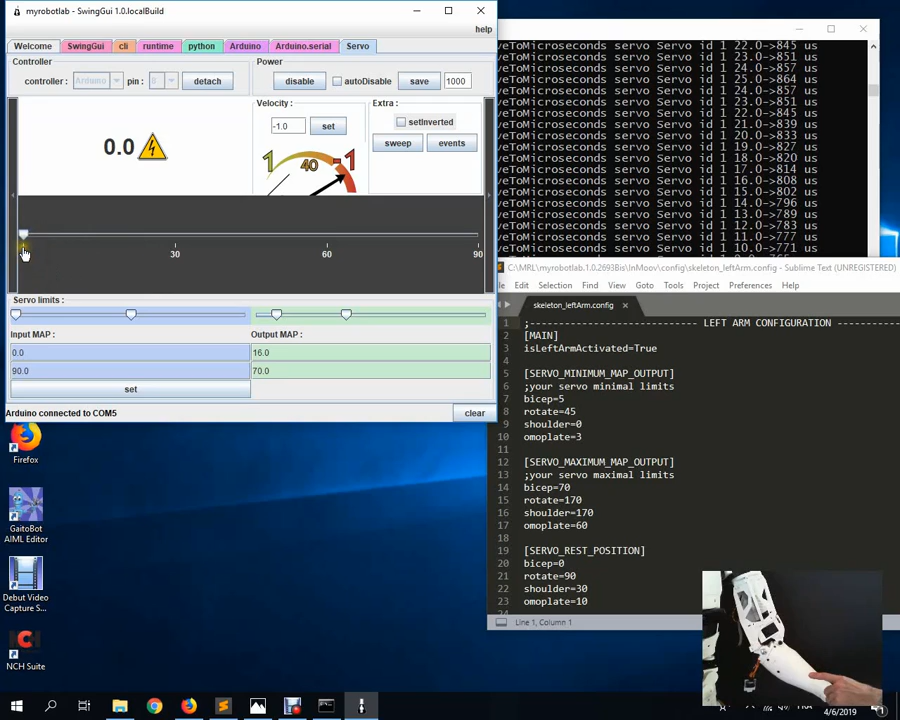 myrobotlab - SwingGui 1.0.localBuild
help
Welcome SwingGui cli runtime python Arduino Arduino.serial Servo
Controller Power
controller : Arduino pin : 8 detach disable autoDisable save 1000
Velocity : Extra :
-1.0 set setInverted
sweep events
0.0
1 40 -1
0 30 60 90
Servo limits :
Input MAP : Output MAP :
0.0 16.0
90.0 70.0
set
Arduino connected to COM5 clear
veToMicroseconds servo Servo id 1 22.0->845 us
veToMicroseconds servo Servo id 1 23.0->851 us
veToMicroseconds servo Servo id 1 24.0->857 us
veToMicroseconds servo Servo id 1 25.0->864 us
veToMicroseconds servo Servo id 1 24.0->857 us
veToMicroseconds servo Servo id 1 23.0->851 us
veToMicroseconds servo Servo id 1 22.0->845 us
veToMicroseconds servo Servo id 1 21.0->839 us
veToMicroseconds servo Servo id 1 20.0->833 us
veToMicroseconds servo Servo id 1 19.0->827 us
veToMicroseconds servo Servo id 1 18.0->820 us
veToMicroseconds servo Servo id 1 17.0->814 us
veToMicroseconds servo Servo id 1 16.0->808 us
veToMicroseconds servo Servo id 1 15.0->802 us
veToMicroseconds servo Servo id 1 14.0->796 us
veToMicroseconds servo Servo id 1 13.0->789 us
veToMicroseconds servo Servo id 1 12.0->783 us
veToMicroseconds servo Servo id 1 11.0->777 us
veToMicroseconds servo Servo id 1 10.0->771 us
C:\MRL\myrobotlab.1.0.2693Bis\InMoov\config\skeleton_leftArm.config - Sublime Text (UNREGISTERED)
Edit Selection Find View Goto Tools Project Preferences Help
skeleton_leftArm.config
1 ;---------------------------- LEFT ARM CONFIGURATION ----------
2 [MAIN]
3 isLeftArmActivated=True
4
5 [SERVO_MINIMUM_MAP_OUTPUT]
6 ;your servo minimal limits
7 bicep=5
8 rotate=45
9 shoulder=0
10 omoplate=3
11
12 [SERVO_MAXIMUM_MAP_OUTPUT]
13 ;your servo maximal limits
14 bicep=70
15 rotate=170
16 shoulder=170
17 omoplate=60
18
19 [SERVO_REST_POSITION]
20 bicep=0
21 rotate=90
22 shoulder=30
23 omoplate=10
Line 1, Column 1
Firefox
GaitoBot
AIML Editor
Debut Video
Capture S...
NCH Suite
4/6/2019